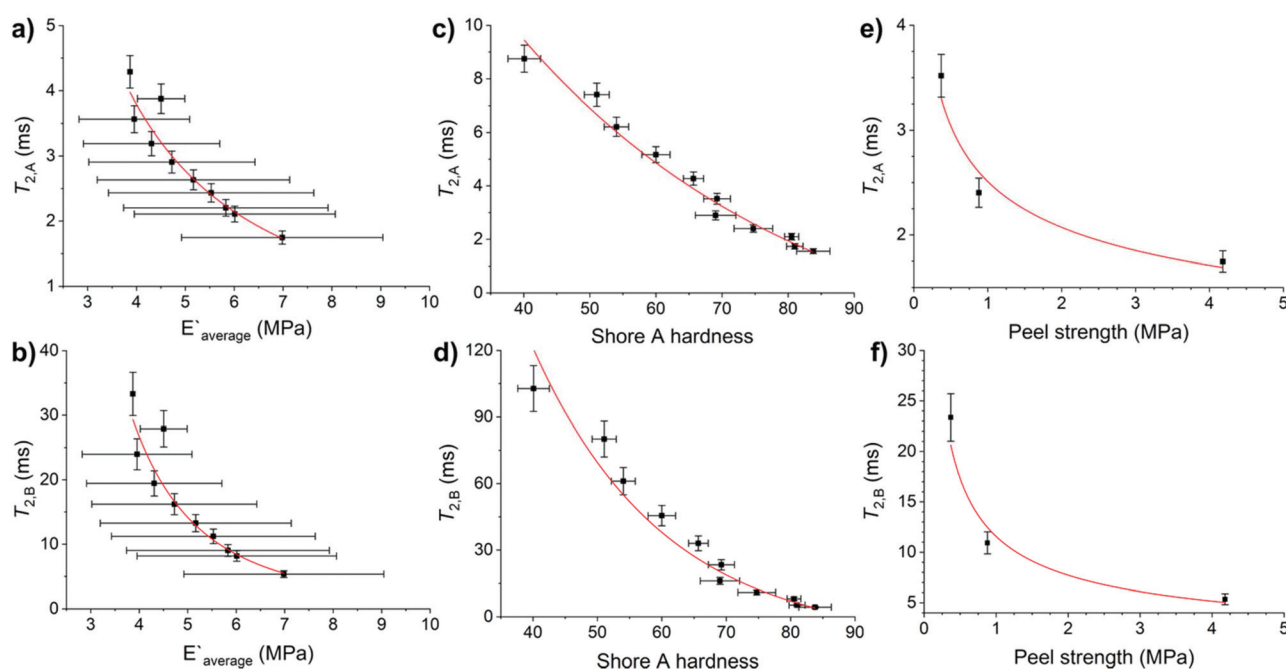 a)
5
4
3
2
1
T2,A (ms)
3 4 5 6 7 8 9 10
E`average (MPa)
c)
10
8
6
4
2
0
T2,A (ms)
40 50 60 70 80 90
Shore A hardness
e)
4
3
2
T2,A (ms)
0 1 2 3 4 5
Peel strength (MPa)
b)
40
30
20
10
0
T2,B (ms)
3 4 5 6 7 8 9 10
E`average (MPa)
d)
120
90
60
30
0
T2,B (ms)
40 50 60 70 80 90
Shore A hardness
f)
30
25
20
15
10
5
T2,B (ms)
0 1 2 3 4 5
Peel strength (MPa)